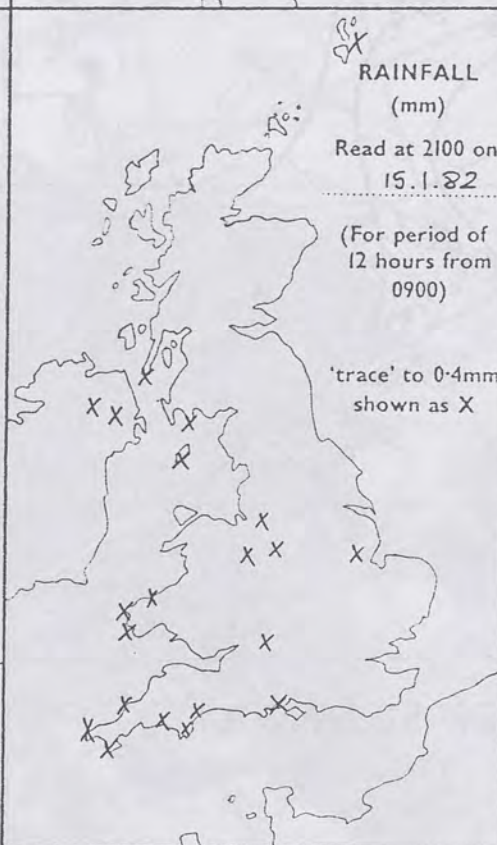 RAINFALL
(mm)
Read at 2100 on
15.1.82
(For period of
12 hours from
0900)
'trace' to 0·4mm
shown as X